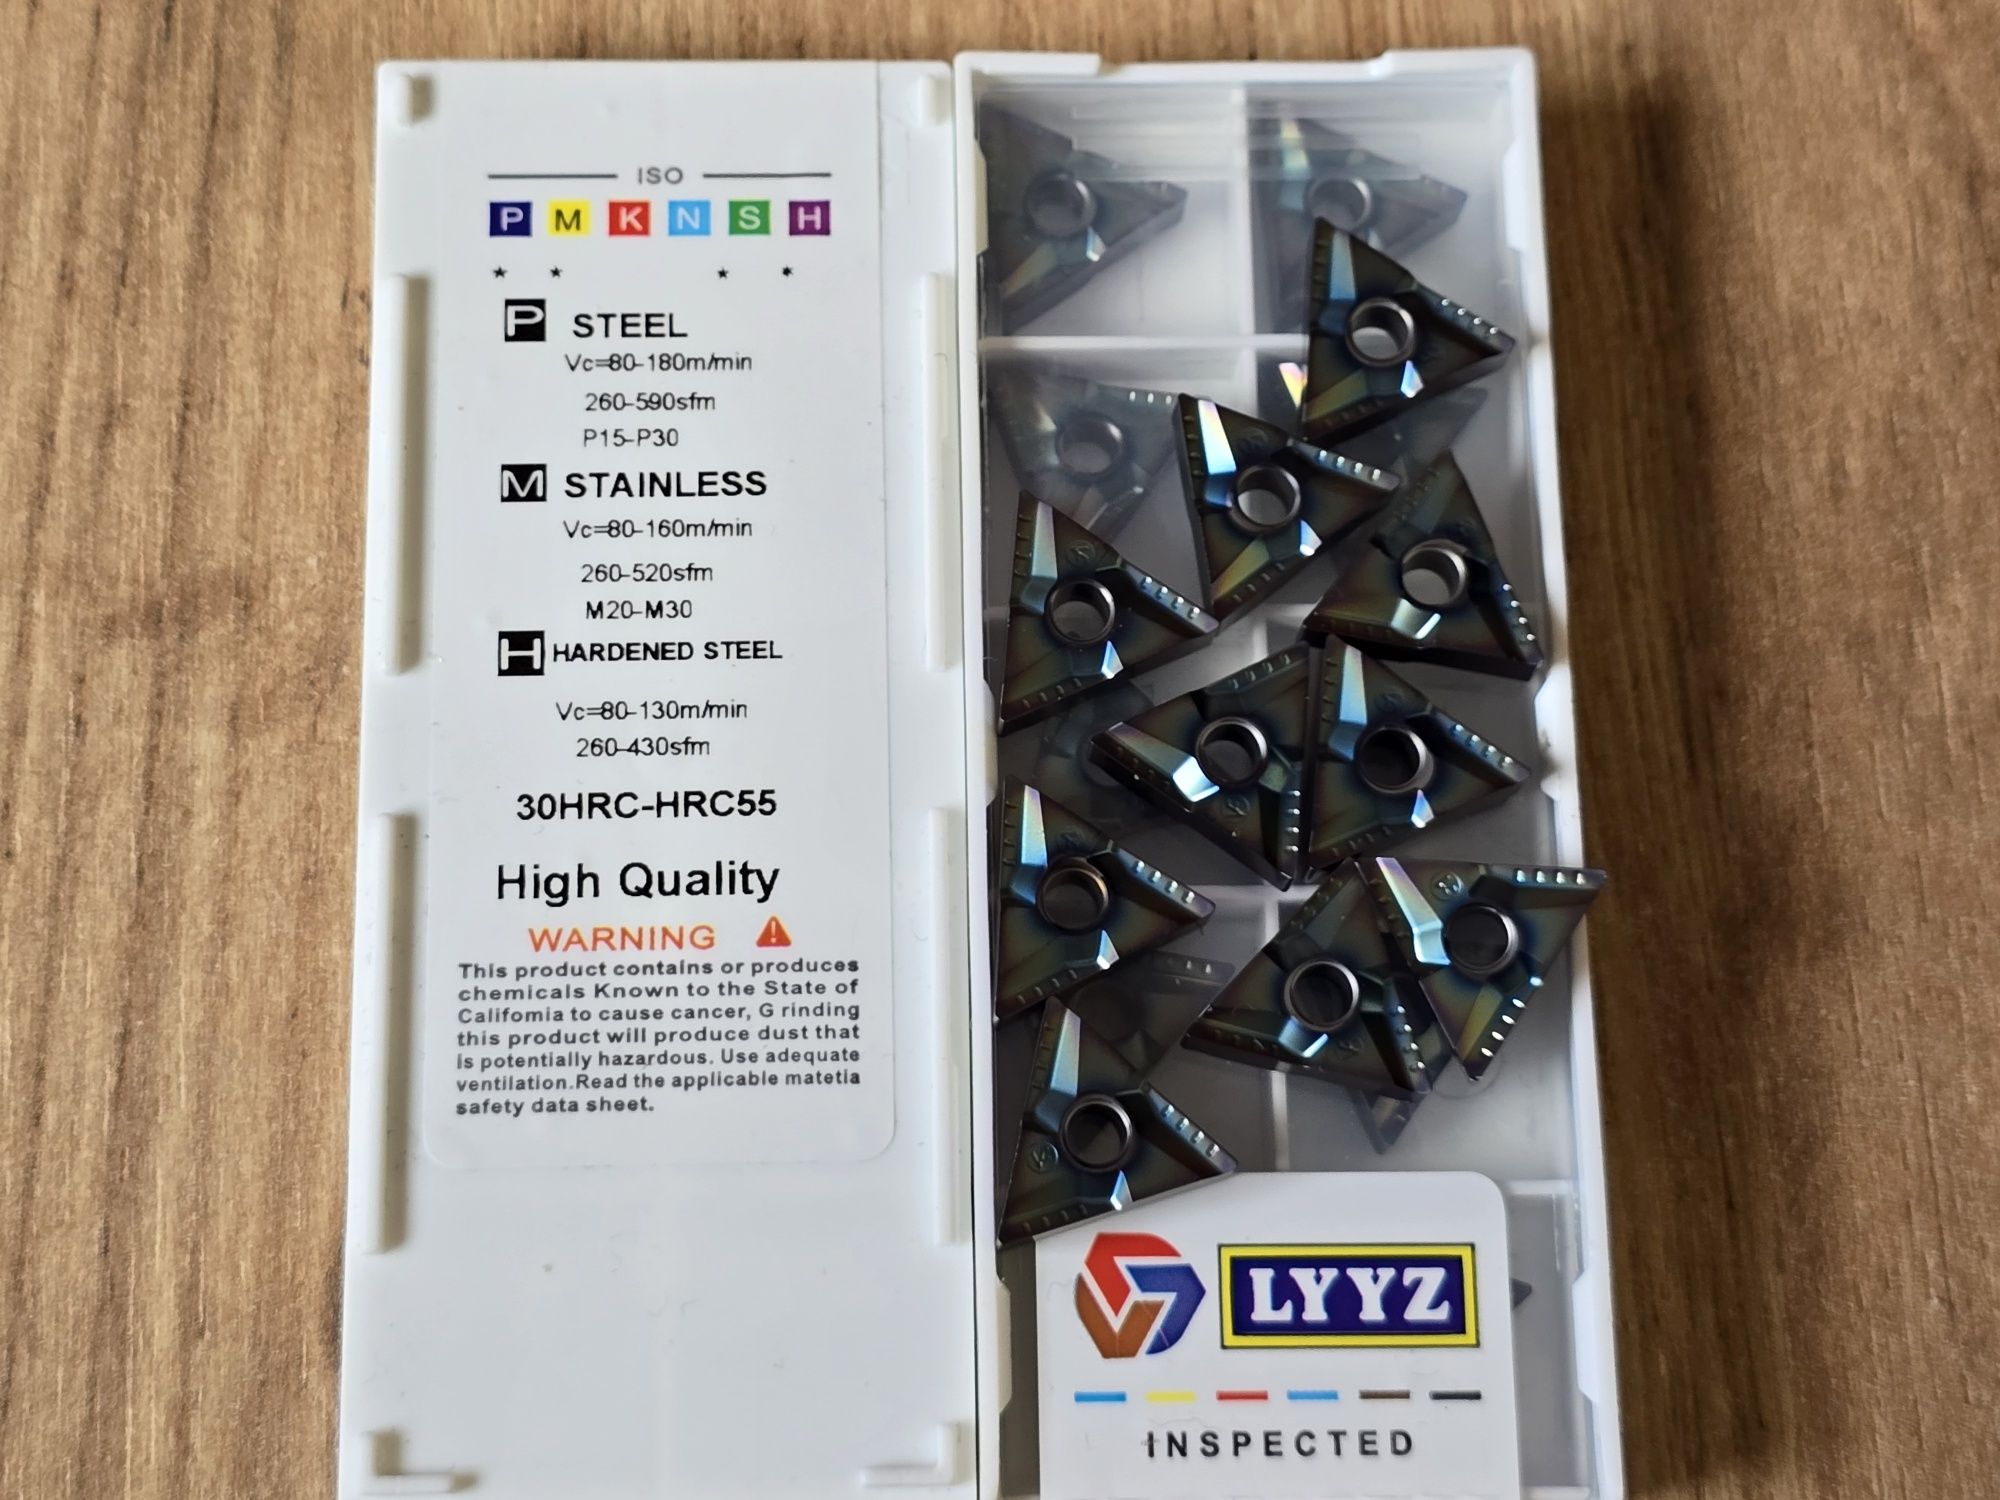 ISO
P M K N S H
* * * *
P STEEL
Vc=80-180m/min
260-590sfm
P15-P30
M STAINLESS
Vc=80-160m/min
260-520sfm
M20-M30
H HARDENED STEEL
Vc=80-130m/min
260-430sfm
30HRC-HRC55
High Quality
WARNING
This product contains or produces
chemicals Known to the State of
Califomia to cause cancer, G rinding
this product will produce dust that
is potentially hazardous. Use adequate
ventilation.Read the applicable matetia
safety data sheet.
LYYZ
INSPECTED